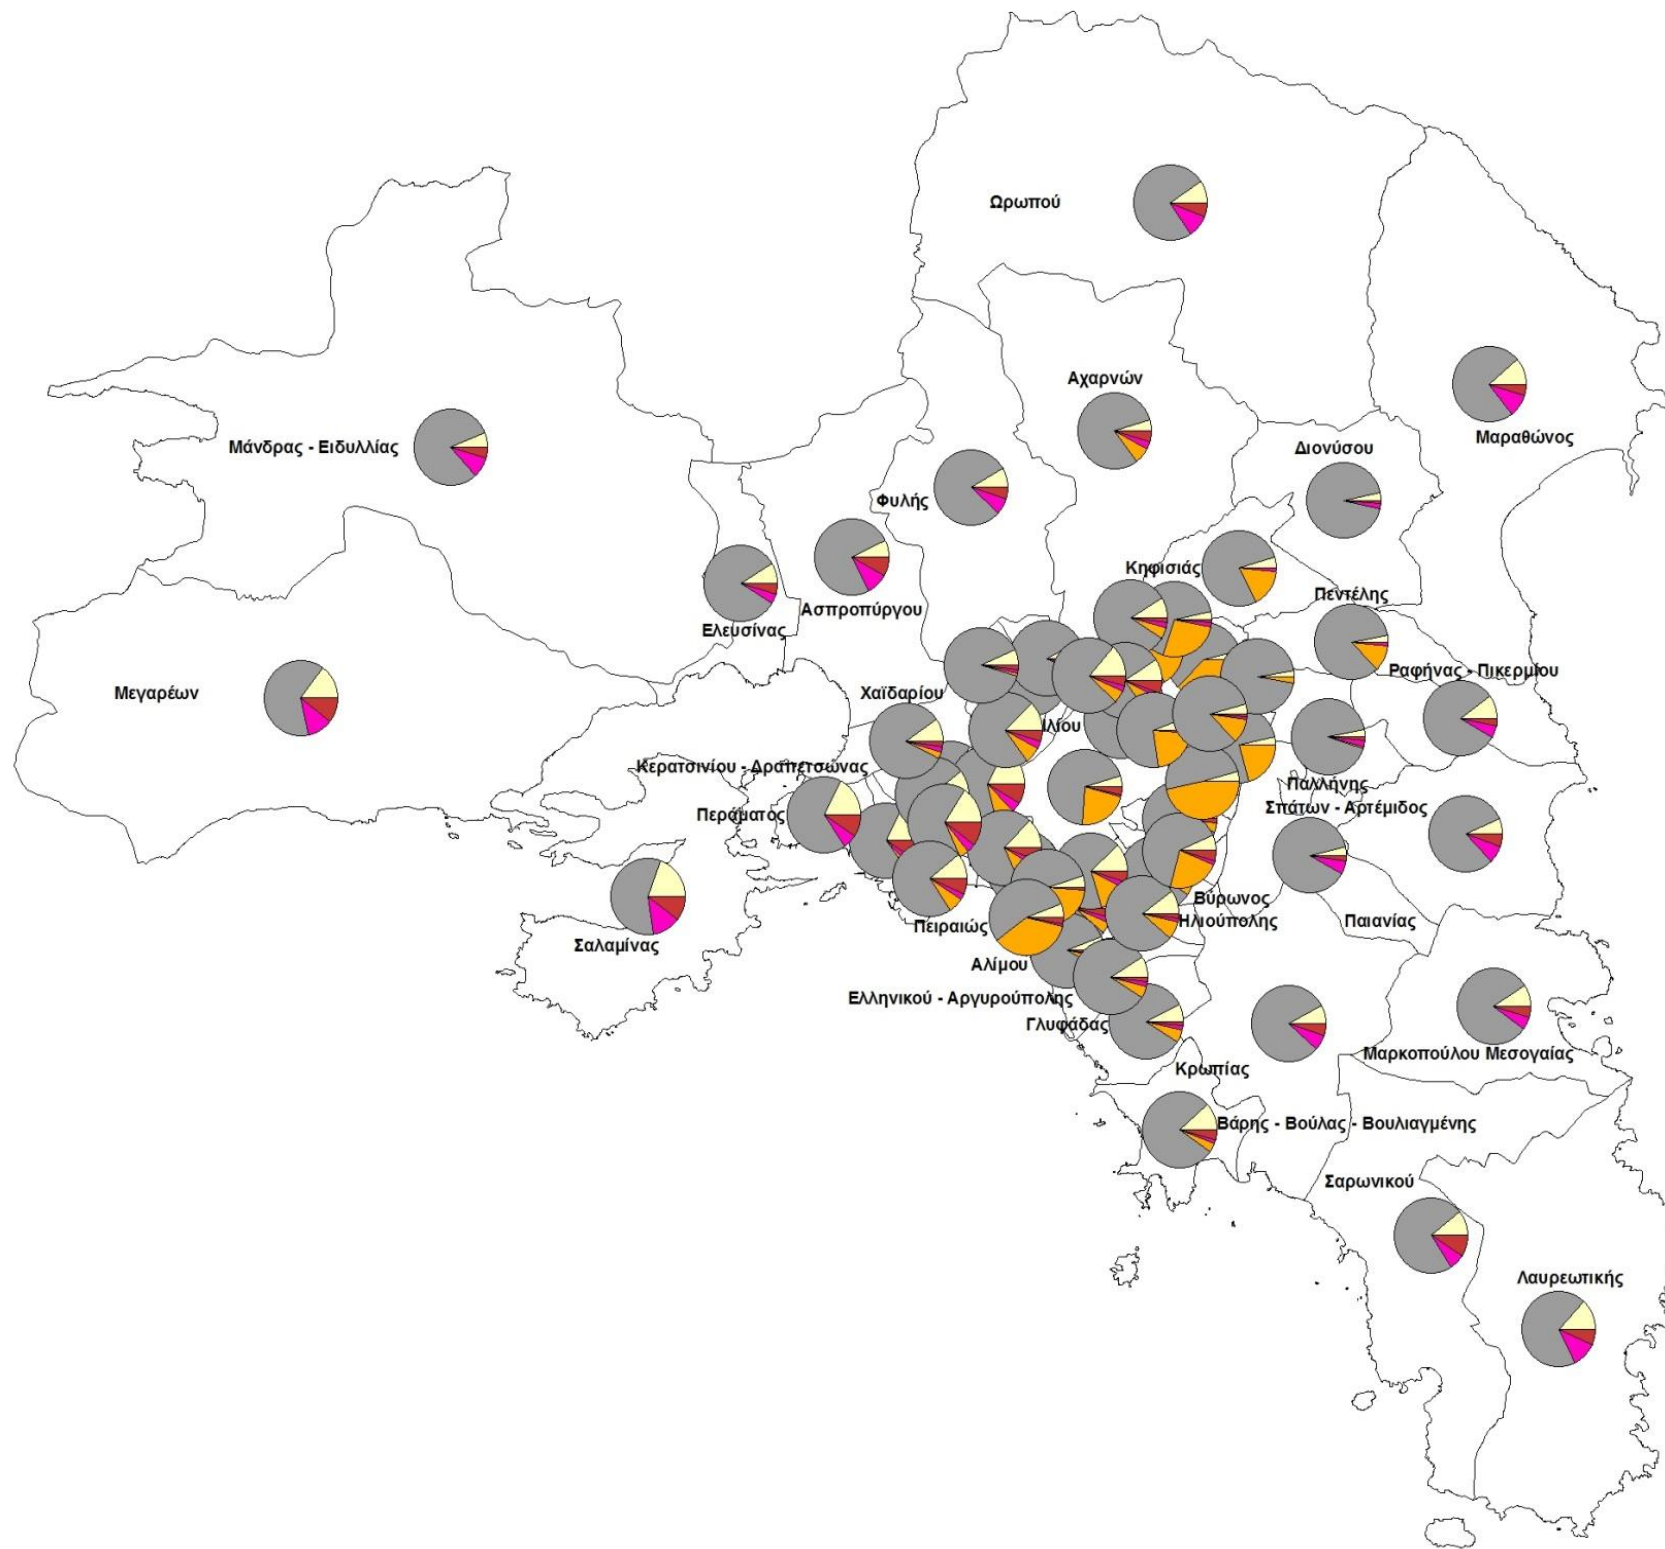 Ωρωπού
Αχαρνών
Μαραθώνος
Μάνδρας - Ειδυλλίας
Διονύσου
Φυλής
Κηφισιάς
Πεντέλης
Ασπροπύργου
Ελευσίνας
Ραφήνας - Πικερμίου
Μεγαρέων
Χαϊδαρίου
Ιλίου
Κερατσινίου - Δραπετσώνας
Παλλήνης
Σπάτων - Αρτέμιδος
Περάματος
Βύρωνος
Ηλιούπολης
Παιανίας
Πειραιώς
Σαλαμίνας
Αλίμου
Ελληνικού - Αργυρούπολης
Γλυφάδας
Μαρκοπούλου Μεσογαίας
Κρωπίας
Βάρης - Βούλας - Βουλιαγμένης
Σαρωνικού
Λαυρεωτικής